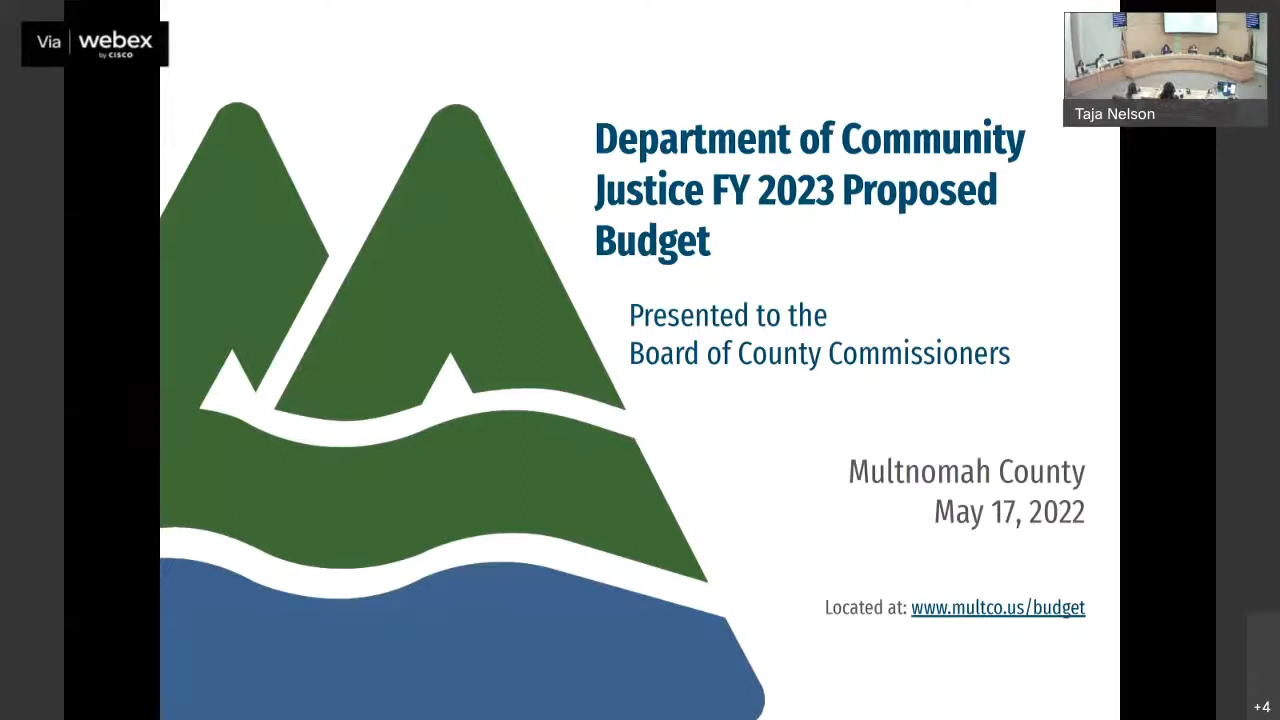 Via webex
by CISCO
Taja Nelson
Department of Community
Justice FY 2023 Proposed
Budget
Presented to the
Board of County Commissioners
Multnomah County
May 17, 2022
Located at: www.multco.us/budget
+4